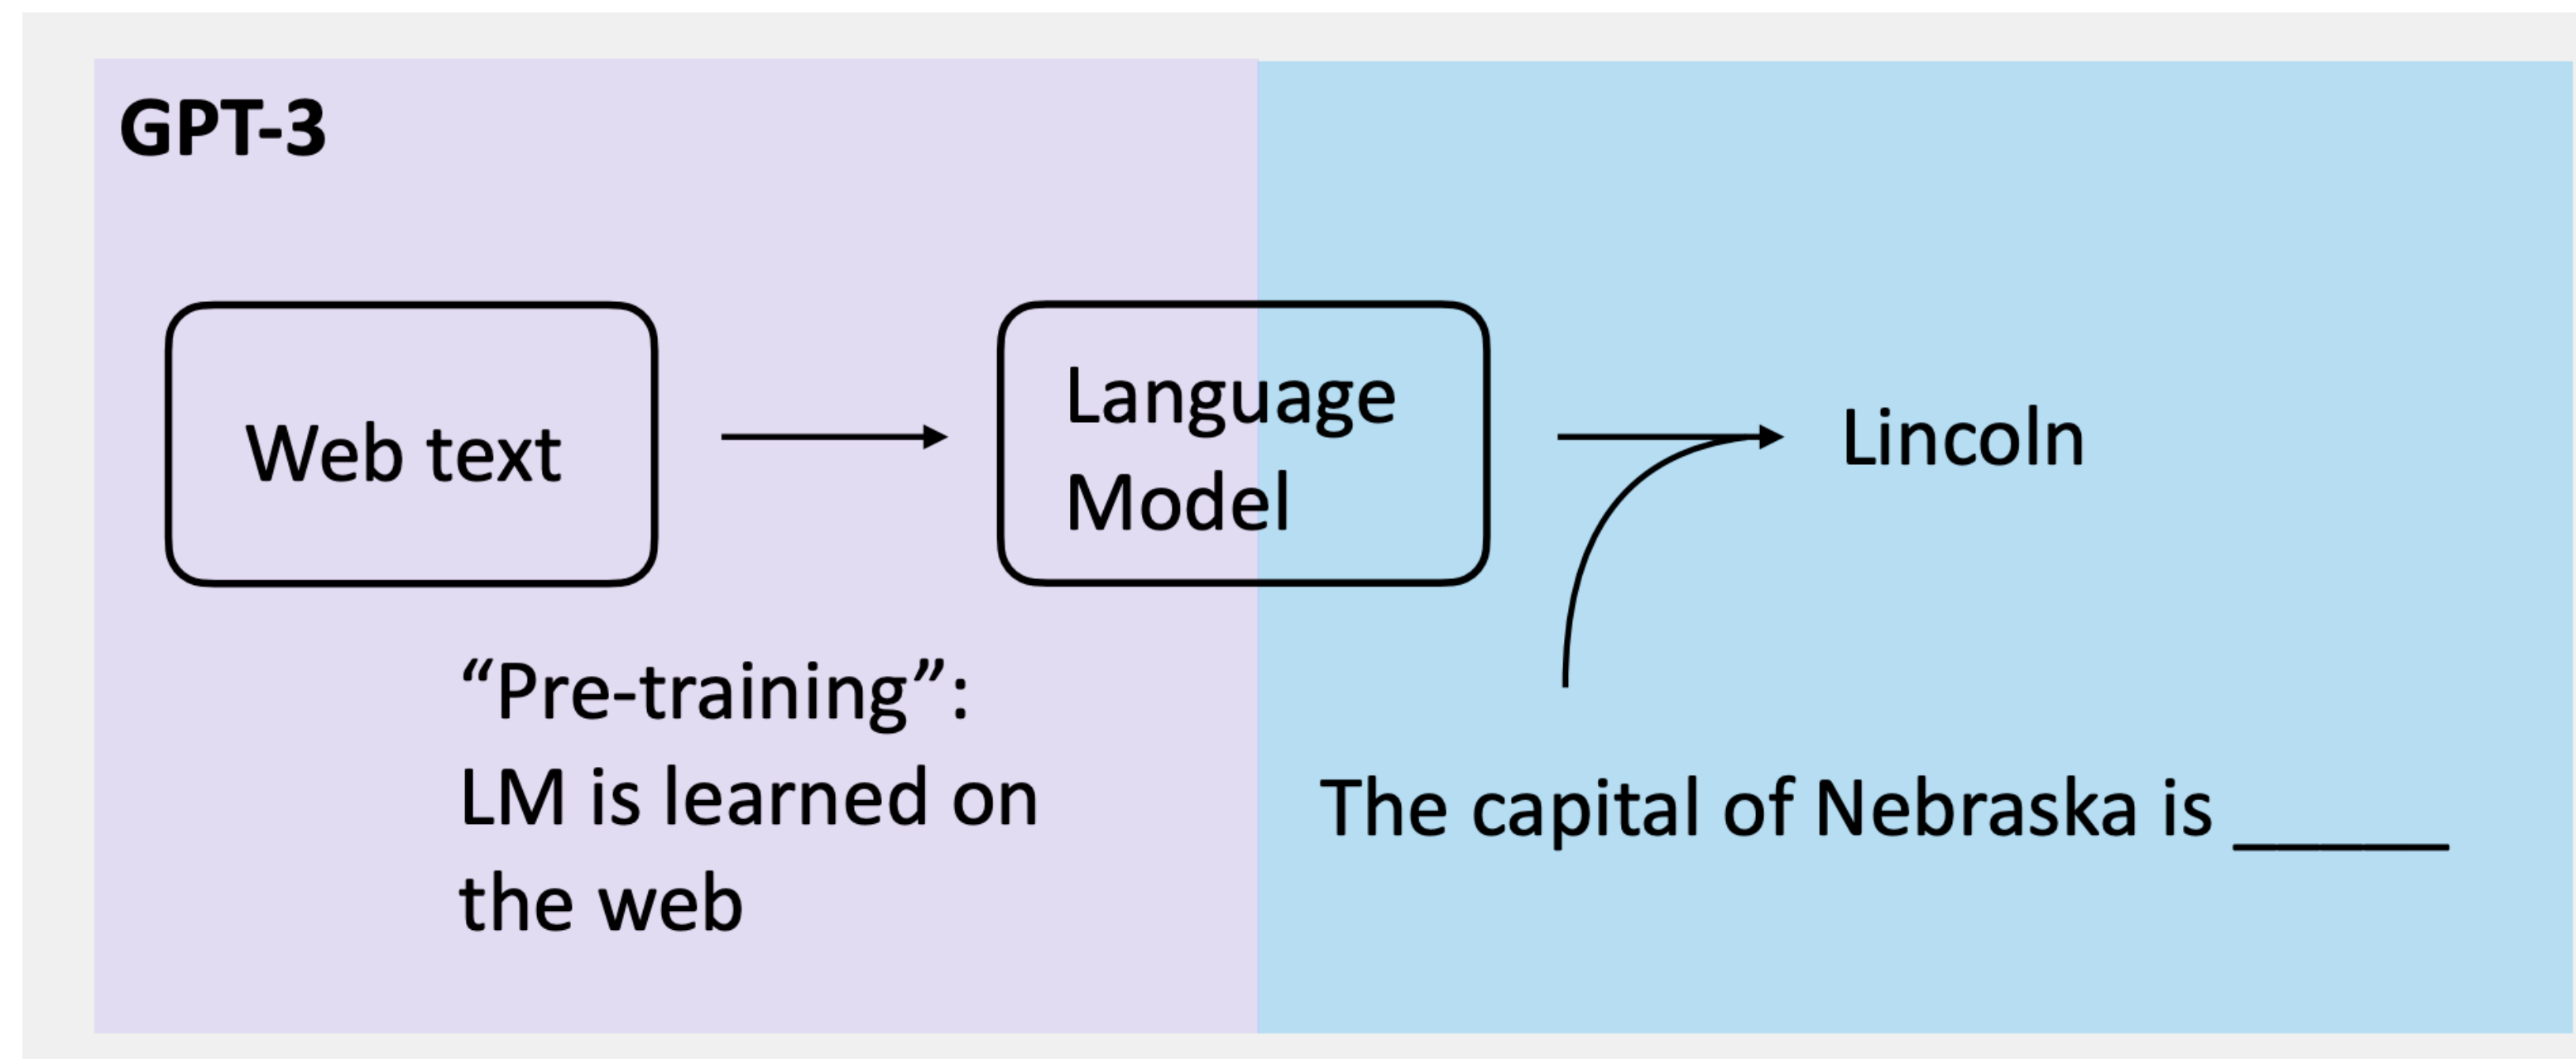 GPT-3
Web text
Language
Model
Lincoln
“Pre-training”:
LM is learned on
the web
The capital of Nebraska is _____